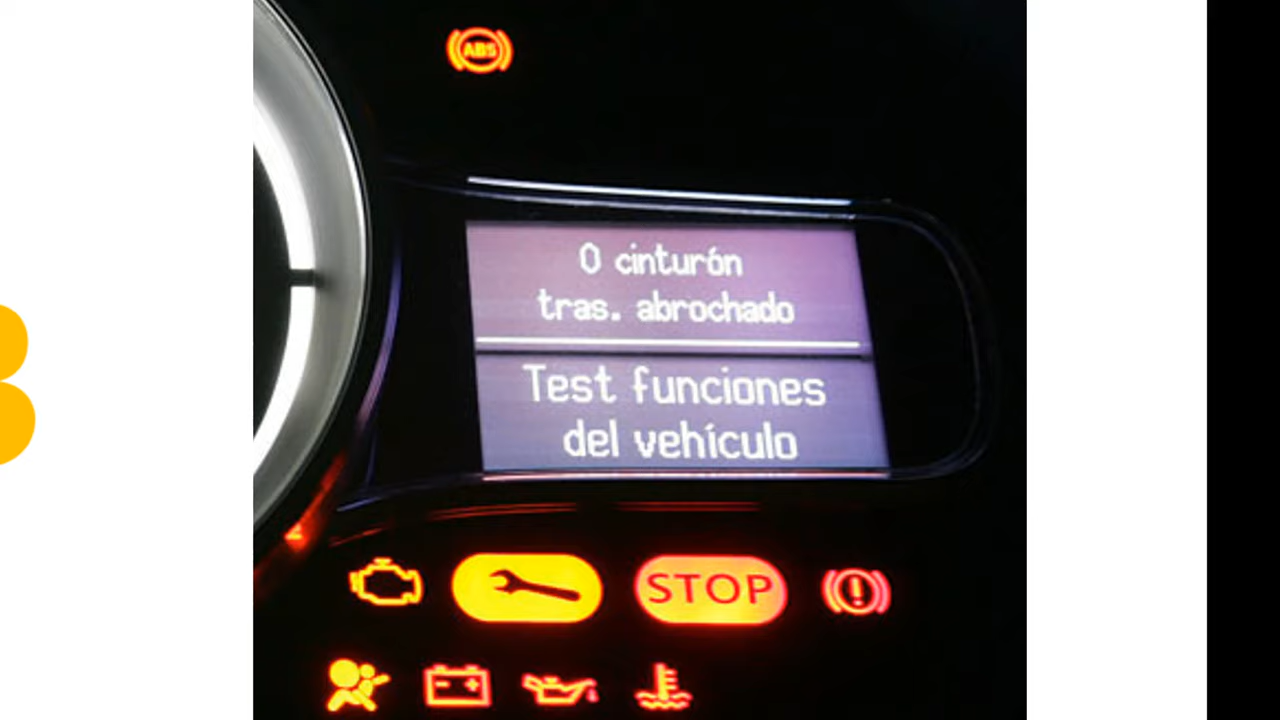 ABS
0 cinturón
tras. abrochado
Test funciones
del vehículo
STOP